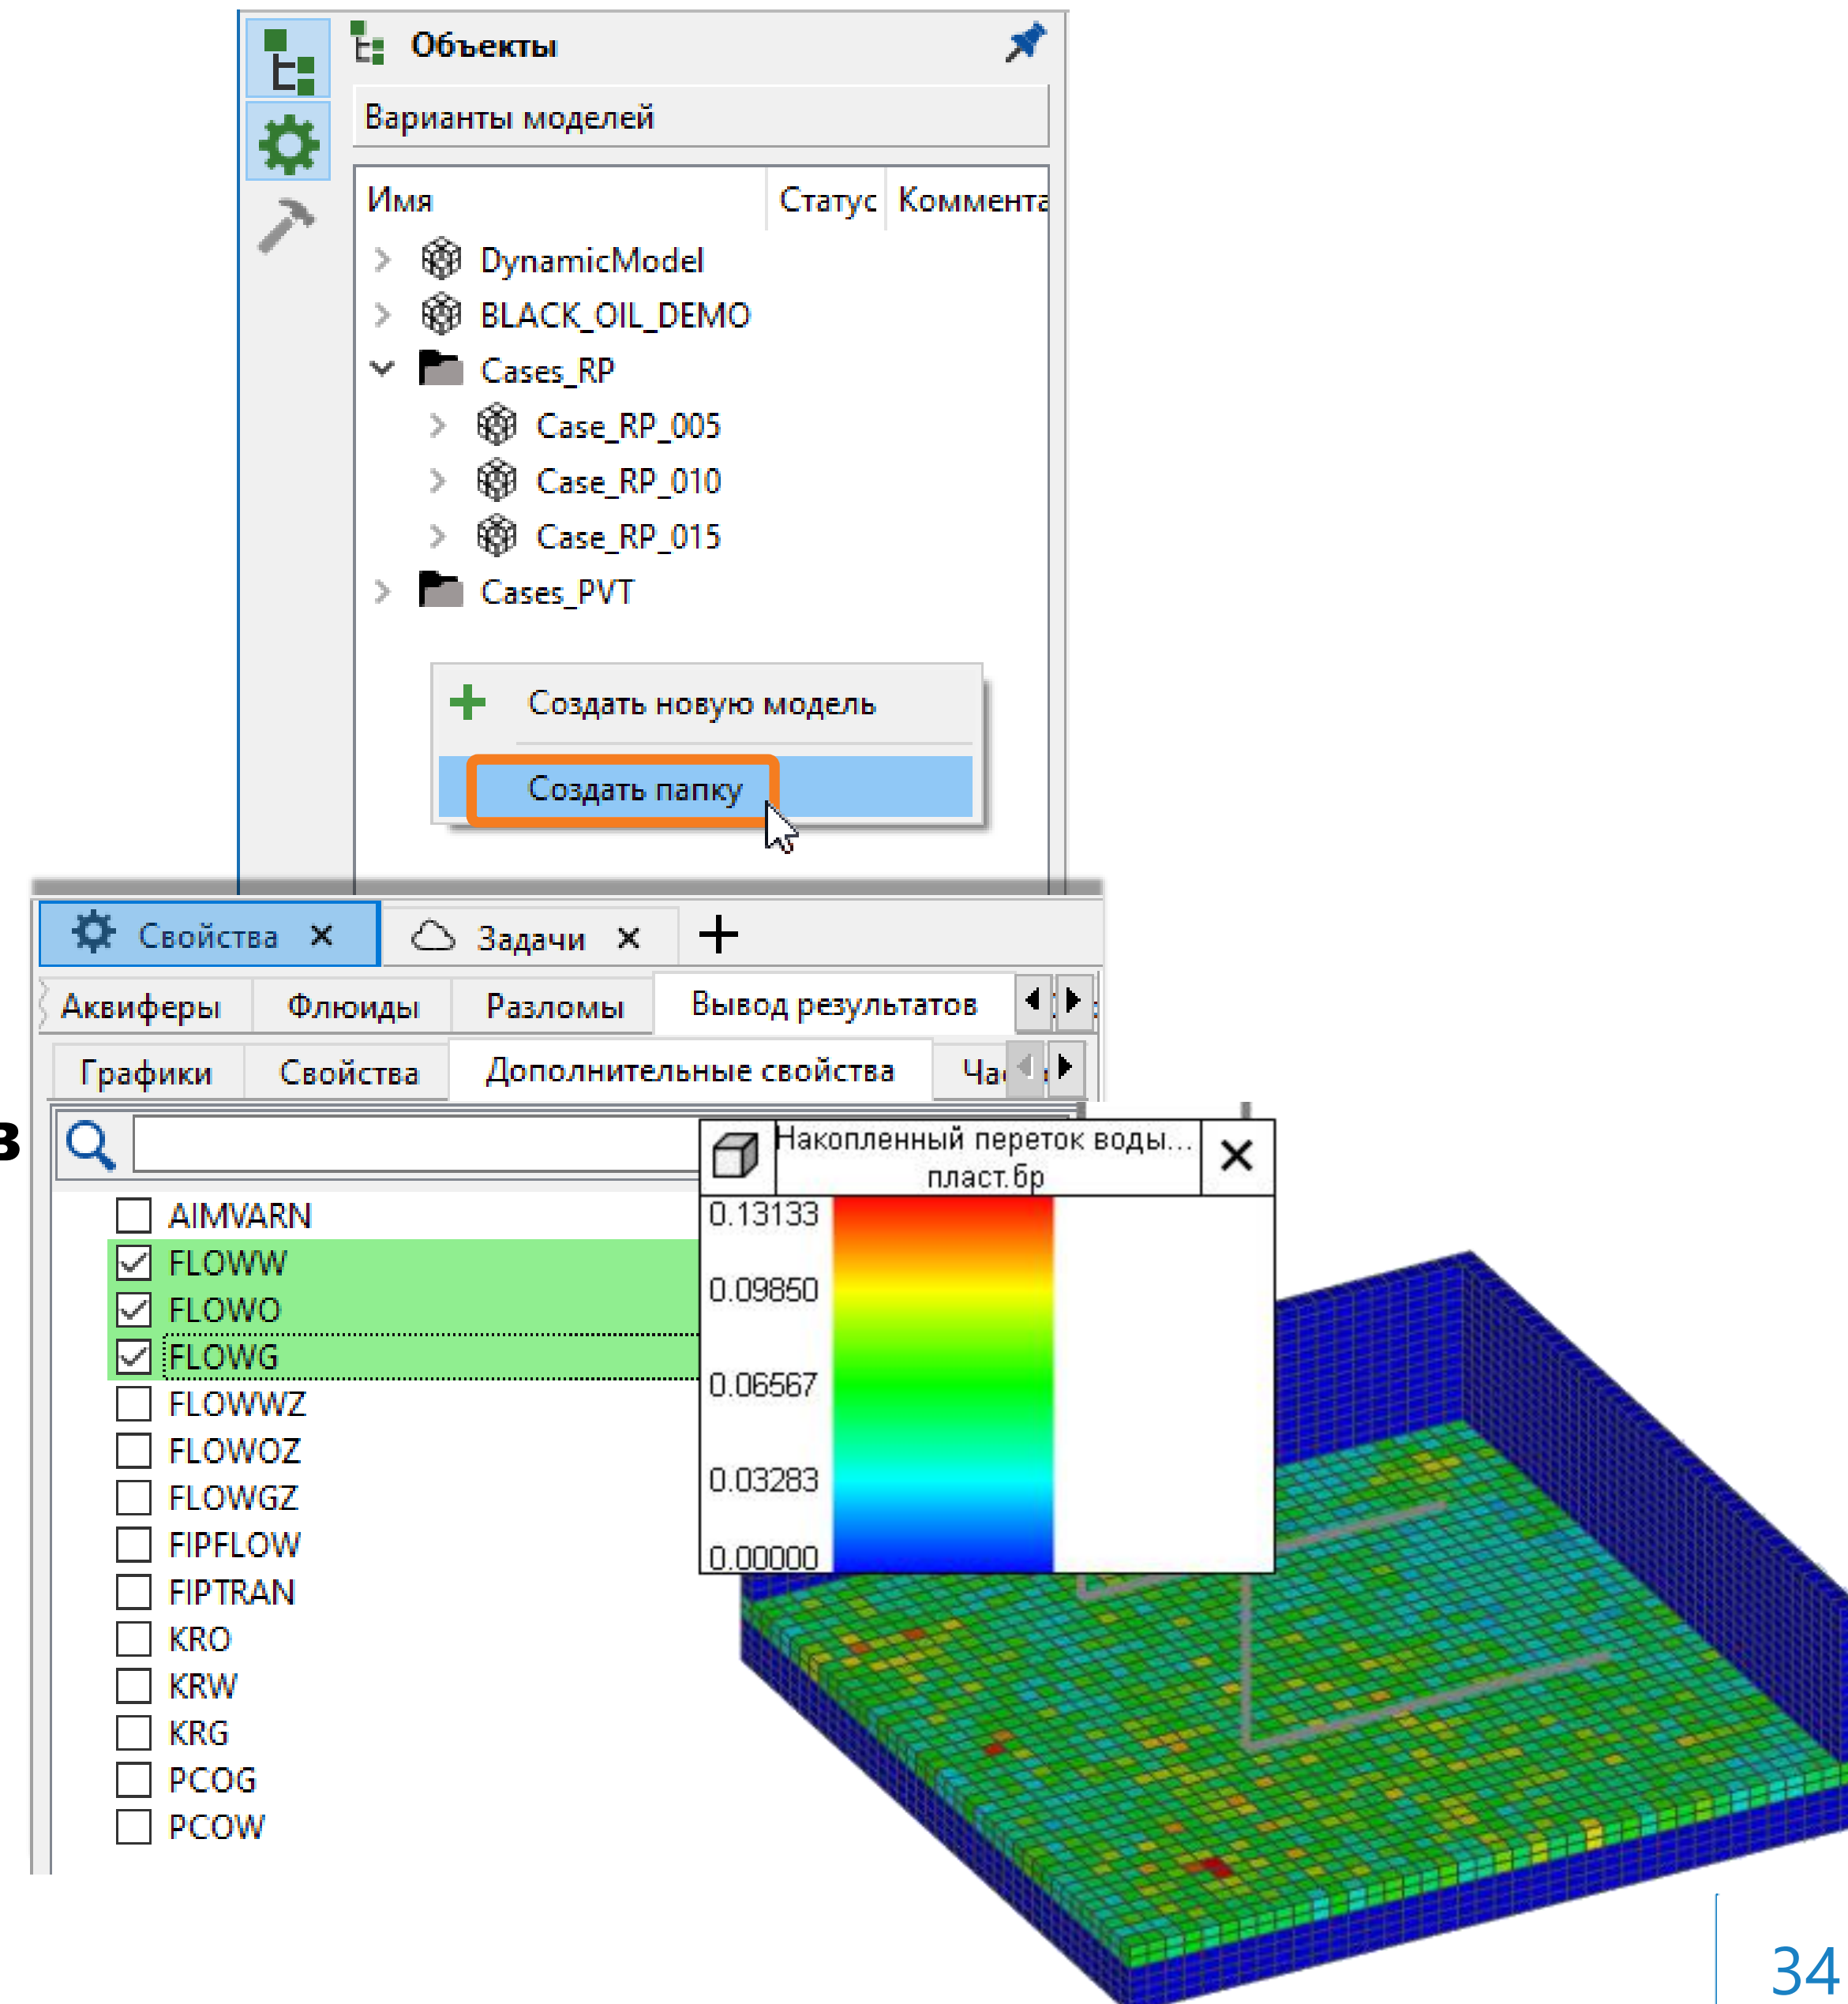 Объекты
Варианты моделей
Имя Статус Коммента
DynamicModel
BLACK_OIL_DEMO
Cases_RP
Case_RP_005
Case_RP_010
Case_RP_015
Cases_PVT
Создать новую модель
Создать папку
Свойства Задачи
Аквиферы Флюиды Разломы Вывод результатов
Графики Свойства Дополнительные свойства Ча
в
AIMVARN
FLOWW
FLOWO
FLOWG
FLOWWZ
FLOWOZ
FLOWGZ
FIPFLOW
FIPTRAN
KRO
KRW
KRG
PCOG
PCOW
Накопленный переток воды...
пласт.бр
0.13133
0.09850
0.06567
0.03283
0.00000
34